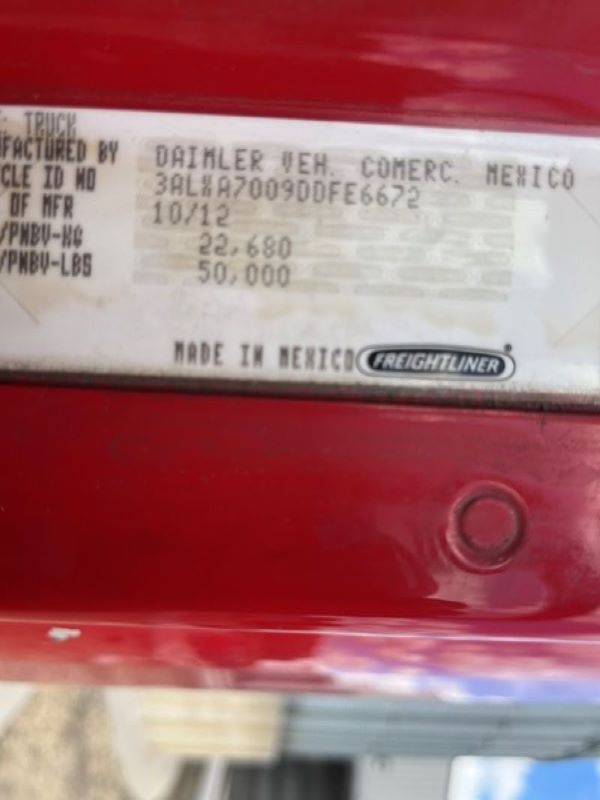 TRUCK
UFACTURED BY DAIMLER VEH. COMERC. MEXICO
CLE ID NO 3ALXA7009DDFE6672
OF MFR 10/12
/PNBV-KG 22,680
/PNBV-LBS 50,000
MADE IN MEXICO FREIGHTLINER®